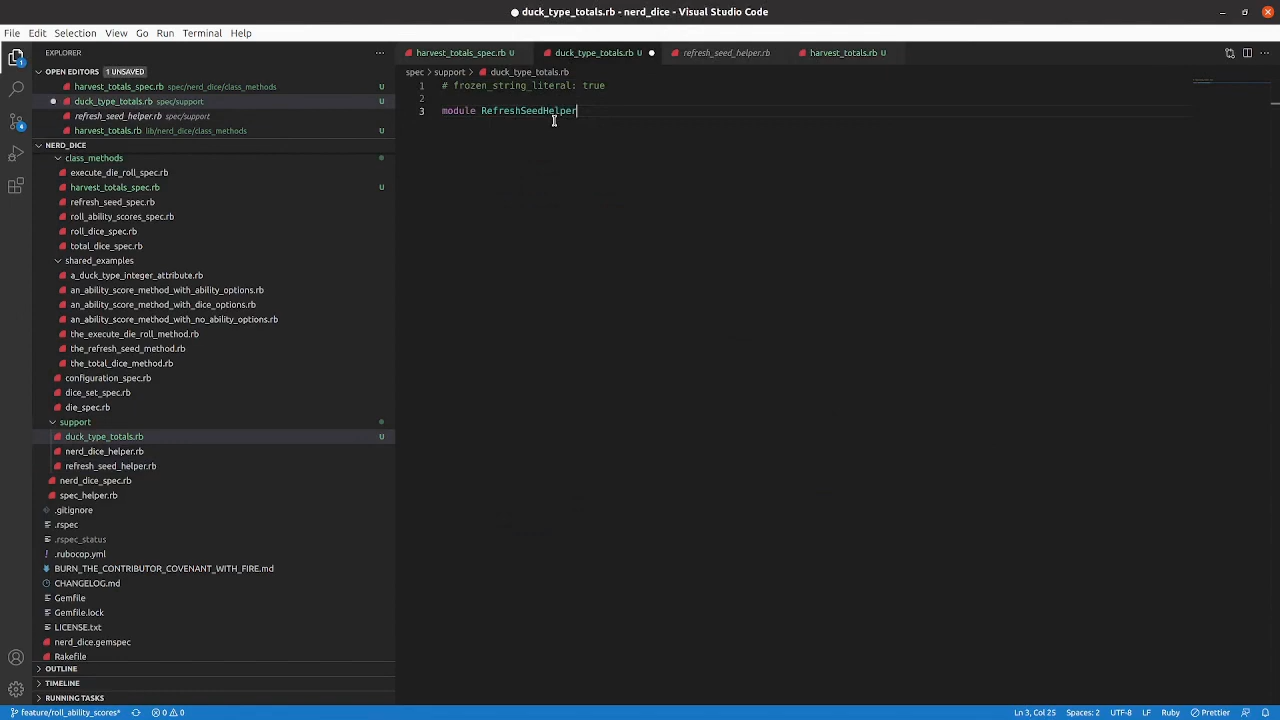 duck_type_totals.rb - nerd_dice - Visual Studio Code
File Edit Selection View Go Run Terminal Help
EXPLORER
harvest_totals_spec.rb U
duck_type_totals.rb U
refresh_seed_helper.rb
harvest_totals.rb U
OPEN EDITORS 1 UNSAVED
harvest_totals_spec.rb spec/nerd_dice/class_methods U
duck_type_totals.rb spec/support U
refresh_seed_helper.rb spec/support
harvest_totals.rb lib/nerd_dice/class_methods U
spec > support > duck_type_totals.rb
1 # frozen_string_literal: true
2
3 module RefreshSeedHelper
NERD_DICE
class_methods
execute_die_roll_spec.rb
harvest_totals_spec.rb U
refresh_seed_spec.rb
roll_ability_scores_spec.rb
roll_dice_spec.rb
total_dice_spec.rb
shared_examples
a_duck_type_integer_attribute.rb
an_ability_score_method_with_ability_options.rb
an_ability_score_method_with_dice_options.rb
an_ability_score_method_with_no_ability_options.rb
the_execute_die_roll_method.rb
the_refresh_seed_method.rb
the_total_dice_method.rb
configuration_spec.rb
dice_set_spec.rb
die_spec.rb
support
duck_type_totals.rb U
nerd_dice_helper.rb
refresh_seed_helper.rb
nerd_dice_spec.rb
spec_helper.rb
.gitignore
.rspec
.rspec_status
.rubocop.yml
BURN_THE_CONTRIBUTOR_COVENANT_WITH_FIRE.md
CHANGELOG.md
Gemfile
Gemfile.lock
LICENSE.txt
nerd_dice.gemspec
Rakefile
OUTLINE
TIMELINE
RUNNING TASKS
feature/roll_ability_scores* 0 0 Ln 3, Col 25 Spaces: 2 UTF-8 LF Ruby Prettier